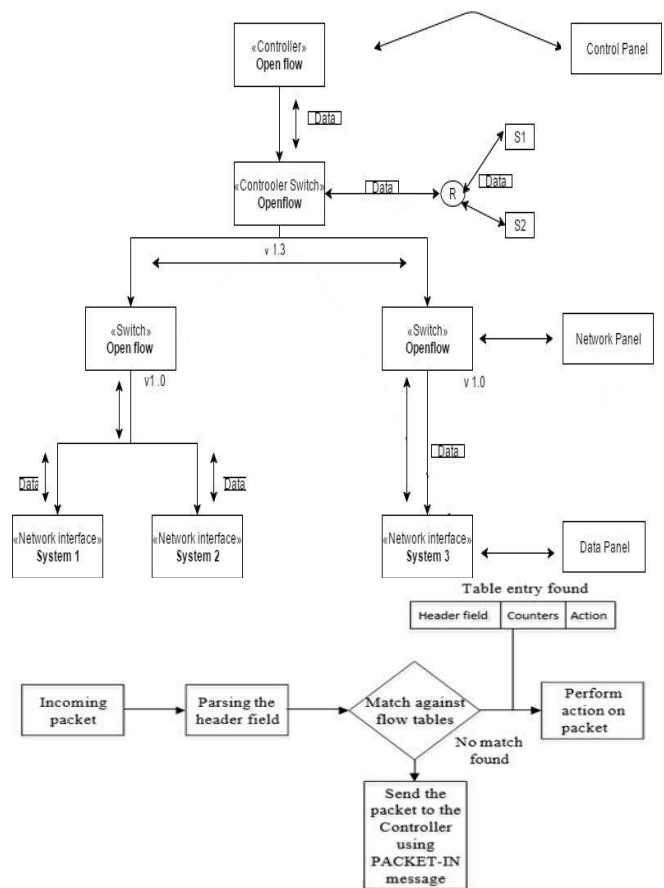 «Controller»
Open flow
Control Panel
Data
S1
«Controoler Switch»
Openflow
Data
R
Data
S2
v 1.3
«Switch»
Open flow
«Switch»
Openflow
Network Panel
v1 .0
v 1.0
Data
Data
Data
«Network interface»
System 1
«Network interface»
System 2
«Network interface»
System 3
Data Panel
Table entry found
Header field
Counters
Action
Incoming
packet
Parsing the
header field
Match against
flow tables
Perform
action on
packet
No match
found
Send the
packet to the
Controller
using
PACKET-IN
message